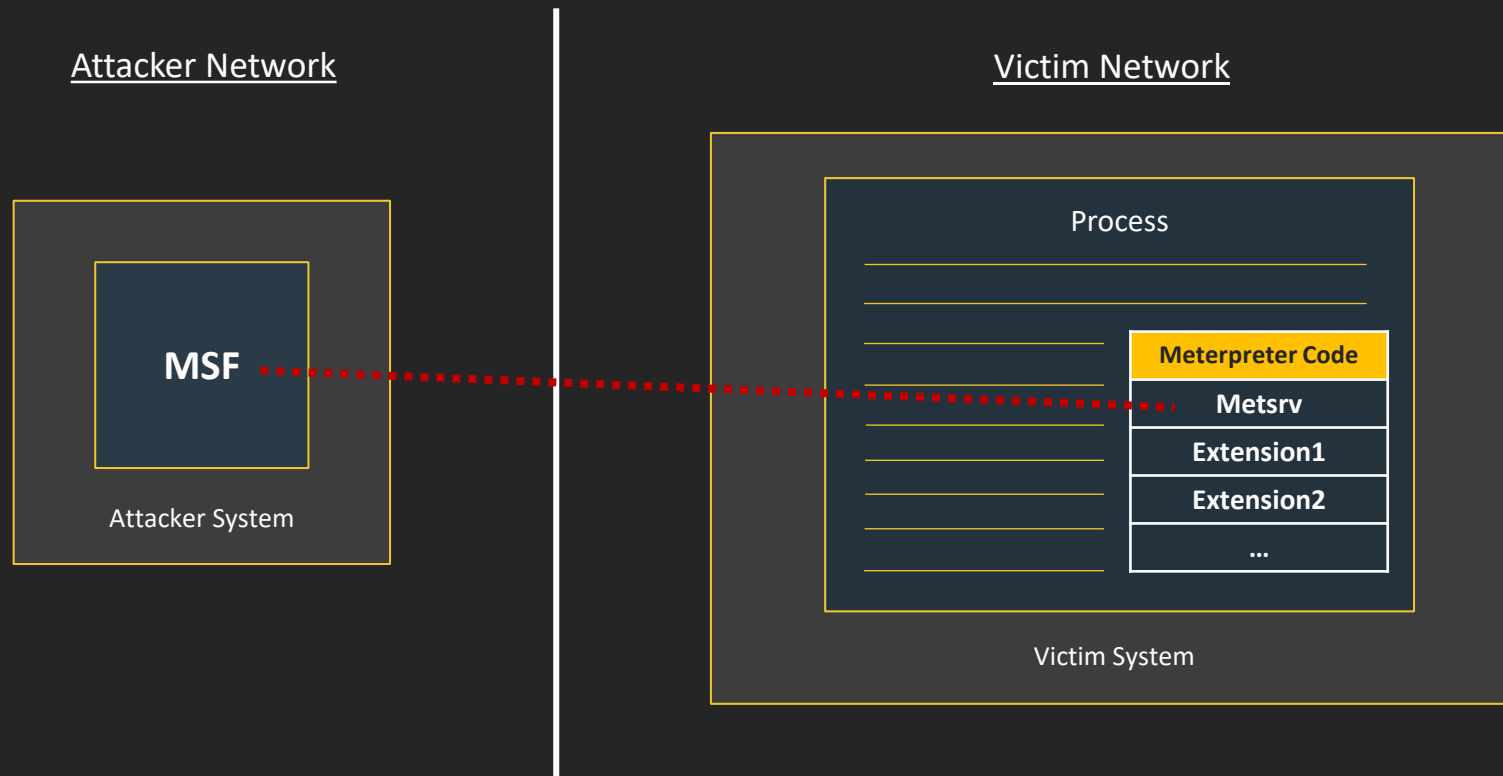 Attacker Network
Victim Network
Process
MSF
Meterpreter Code
Metsrv
Extension1
Extension2
...
Attacker System
Victim System